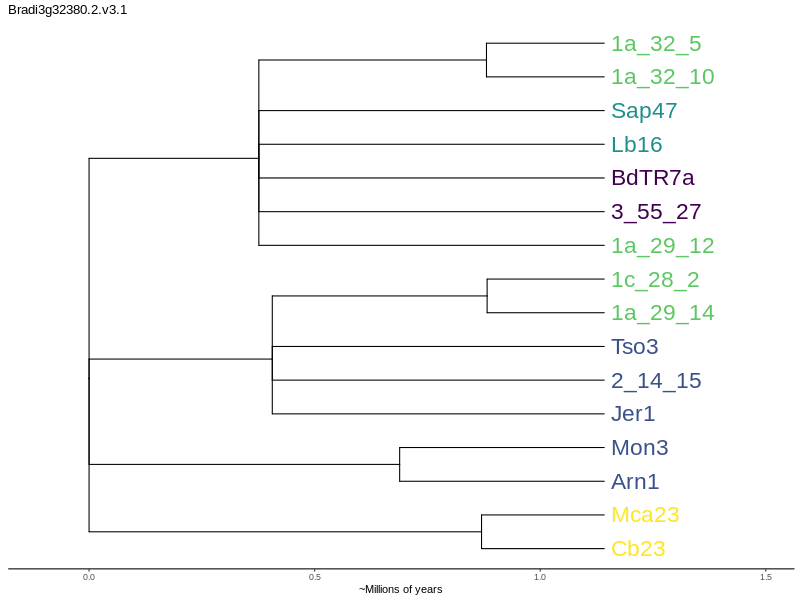 Bradi3g32380.2.v3.1
1a_32_5
1a_32_10
Sap47
Lb16
BdTR7a
3_55_27
1a_29_12
1c_28_2
1a_29_14
Tso3
2_14_15
Jer1
Mon3
Arn1
Mca23
Cb23
0.0 0.5 1.0 1.5
~Millions of years